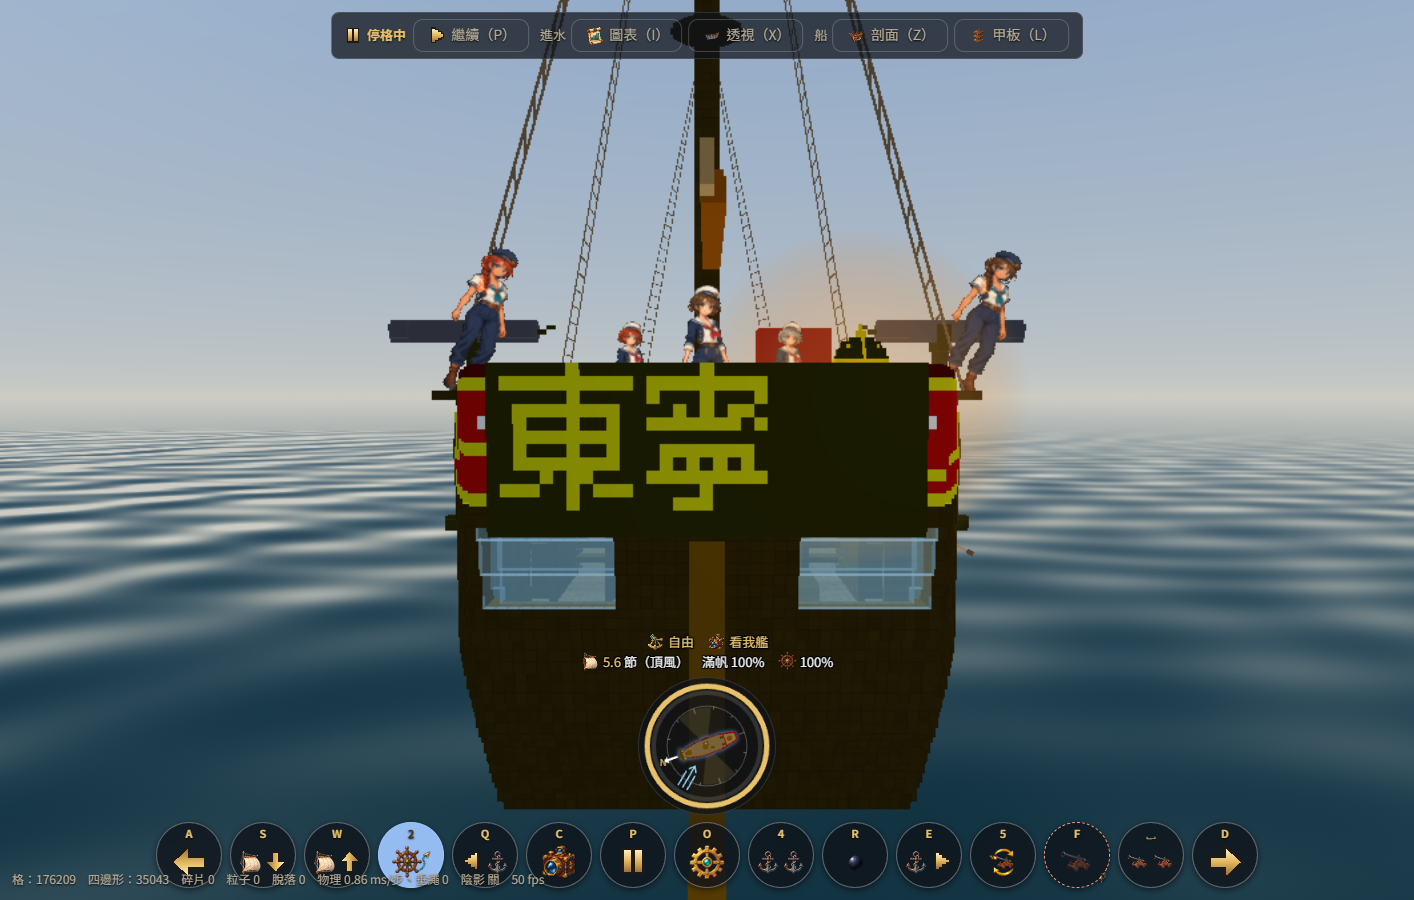 停格中 繼續（P） 進水 圖表（I） 透視（X） 船 剖面（Z） 甲板（L）
東寧
自由 看我艦
5.6 節（頂風） 滿帆 100% 100%
N
A S W 2 Q C P O 4 R E 5 F D
格：176209 四邊形：35043 碎片 0 粒子 0 脫落 0 物理 0.86 ms 0 陰影 關 50 fps